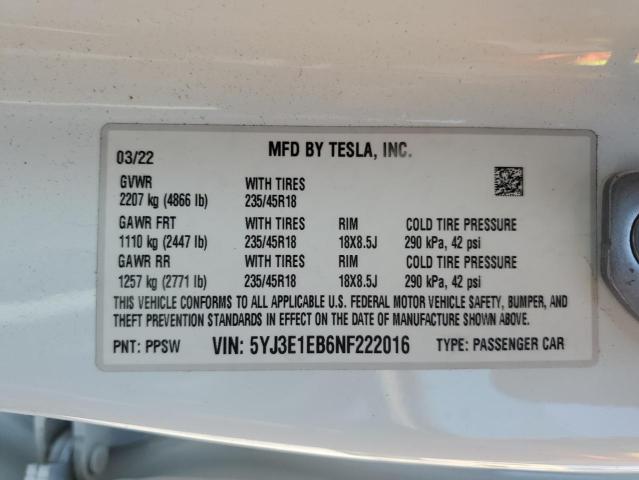 03/22 MFD BY TESLA, INC.
GVWR WITH TIRES
2207 kg (4866 lb) 235/45R18
GAWR FRT WITH TIRES RIM COLD TIRE PRESSURE
1110 kg (2447 lb) 235/45R18 18X8.5J 290 kPa, 42 psi
GAWR RR WITH TIRES RIM COLD TIRE PRESSURE
1257 kg (2771 lb) 235/45R18 18X8.5J 290 kPa, 42 psi
THIS VEHICLE CONFORMS TO ALL APPLICABLE U.S. FEDERAL MOTOR VEHICLE SAFETY, BUMPER, AND
THEFT PREVENTION STANDARDS IN EFFECT ON THE DATE OF MANUFACTURE SHOWN ABOVE.
PNT: PPSW VIN: 5YJ3E1EB6NF222016 TYPE: PASSENGER CAR